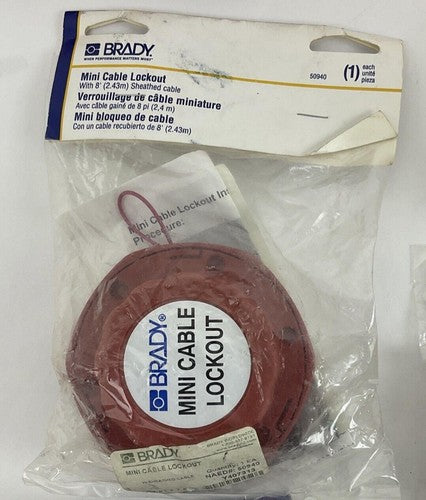 BRADY.
WHEN PERFORMANCE MATTERS MOST
50940
(1) each
unité
pieza
Mini Cable Lockout
With 8' (2.43m) Sheathed cable
Verrouillage de câble miniature
Avec câble gainé de 8 pi (2,4 m)
Mini bloqueo de cable
Con un cable recubierto de 8' (2.43m)
Mini Cable Lockout
Procedure:
BRADY®
MINI CABLE
LOCKOUT
BRADY
MINI CABLE LOCKOUT